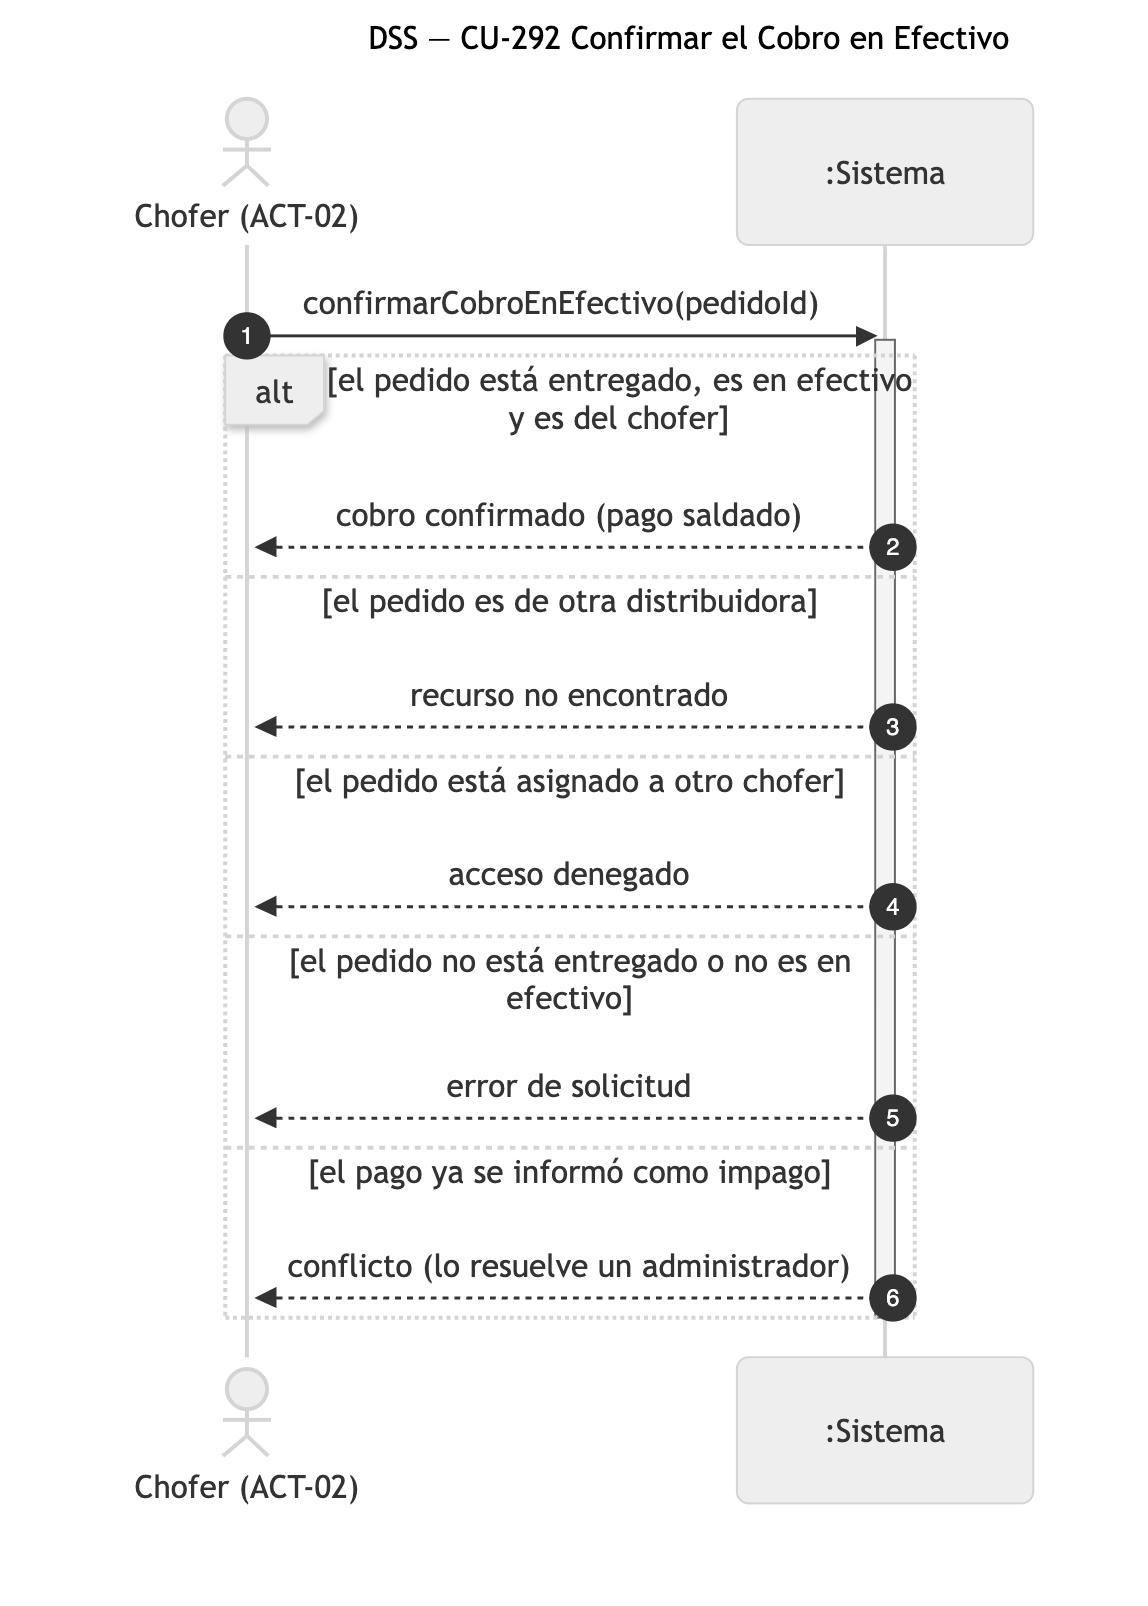 DSS — CU-292 Confirmar el Cobro en Efectivo
Chofer (ACT-02)
:Sistema
confirmarCobroEnEfectivo(pedidoId)
1
alt
[el pedido está entregado, es en efectivo
y es del chofer]
cobro confirmado (pago saldado)
2
[el pedido es de otra distribuidora]
recurso no encontrado
3
[el pedido está asignado a otro chofer]
acceso denegado
4
[el pedido no está entregado o no es en
efectivo]
error de solicitud
5
[el pago ya se informó como impago]
conflicto (lo resuelve un administrador)
6
Chofer (ACT-02)
:Sistema